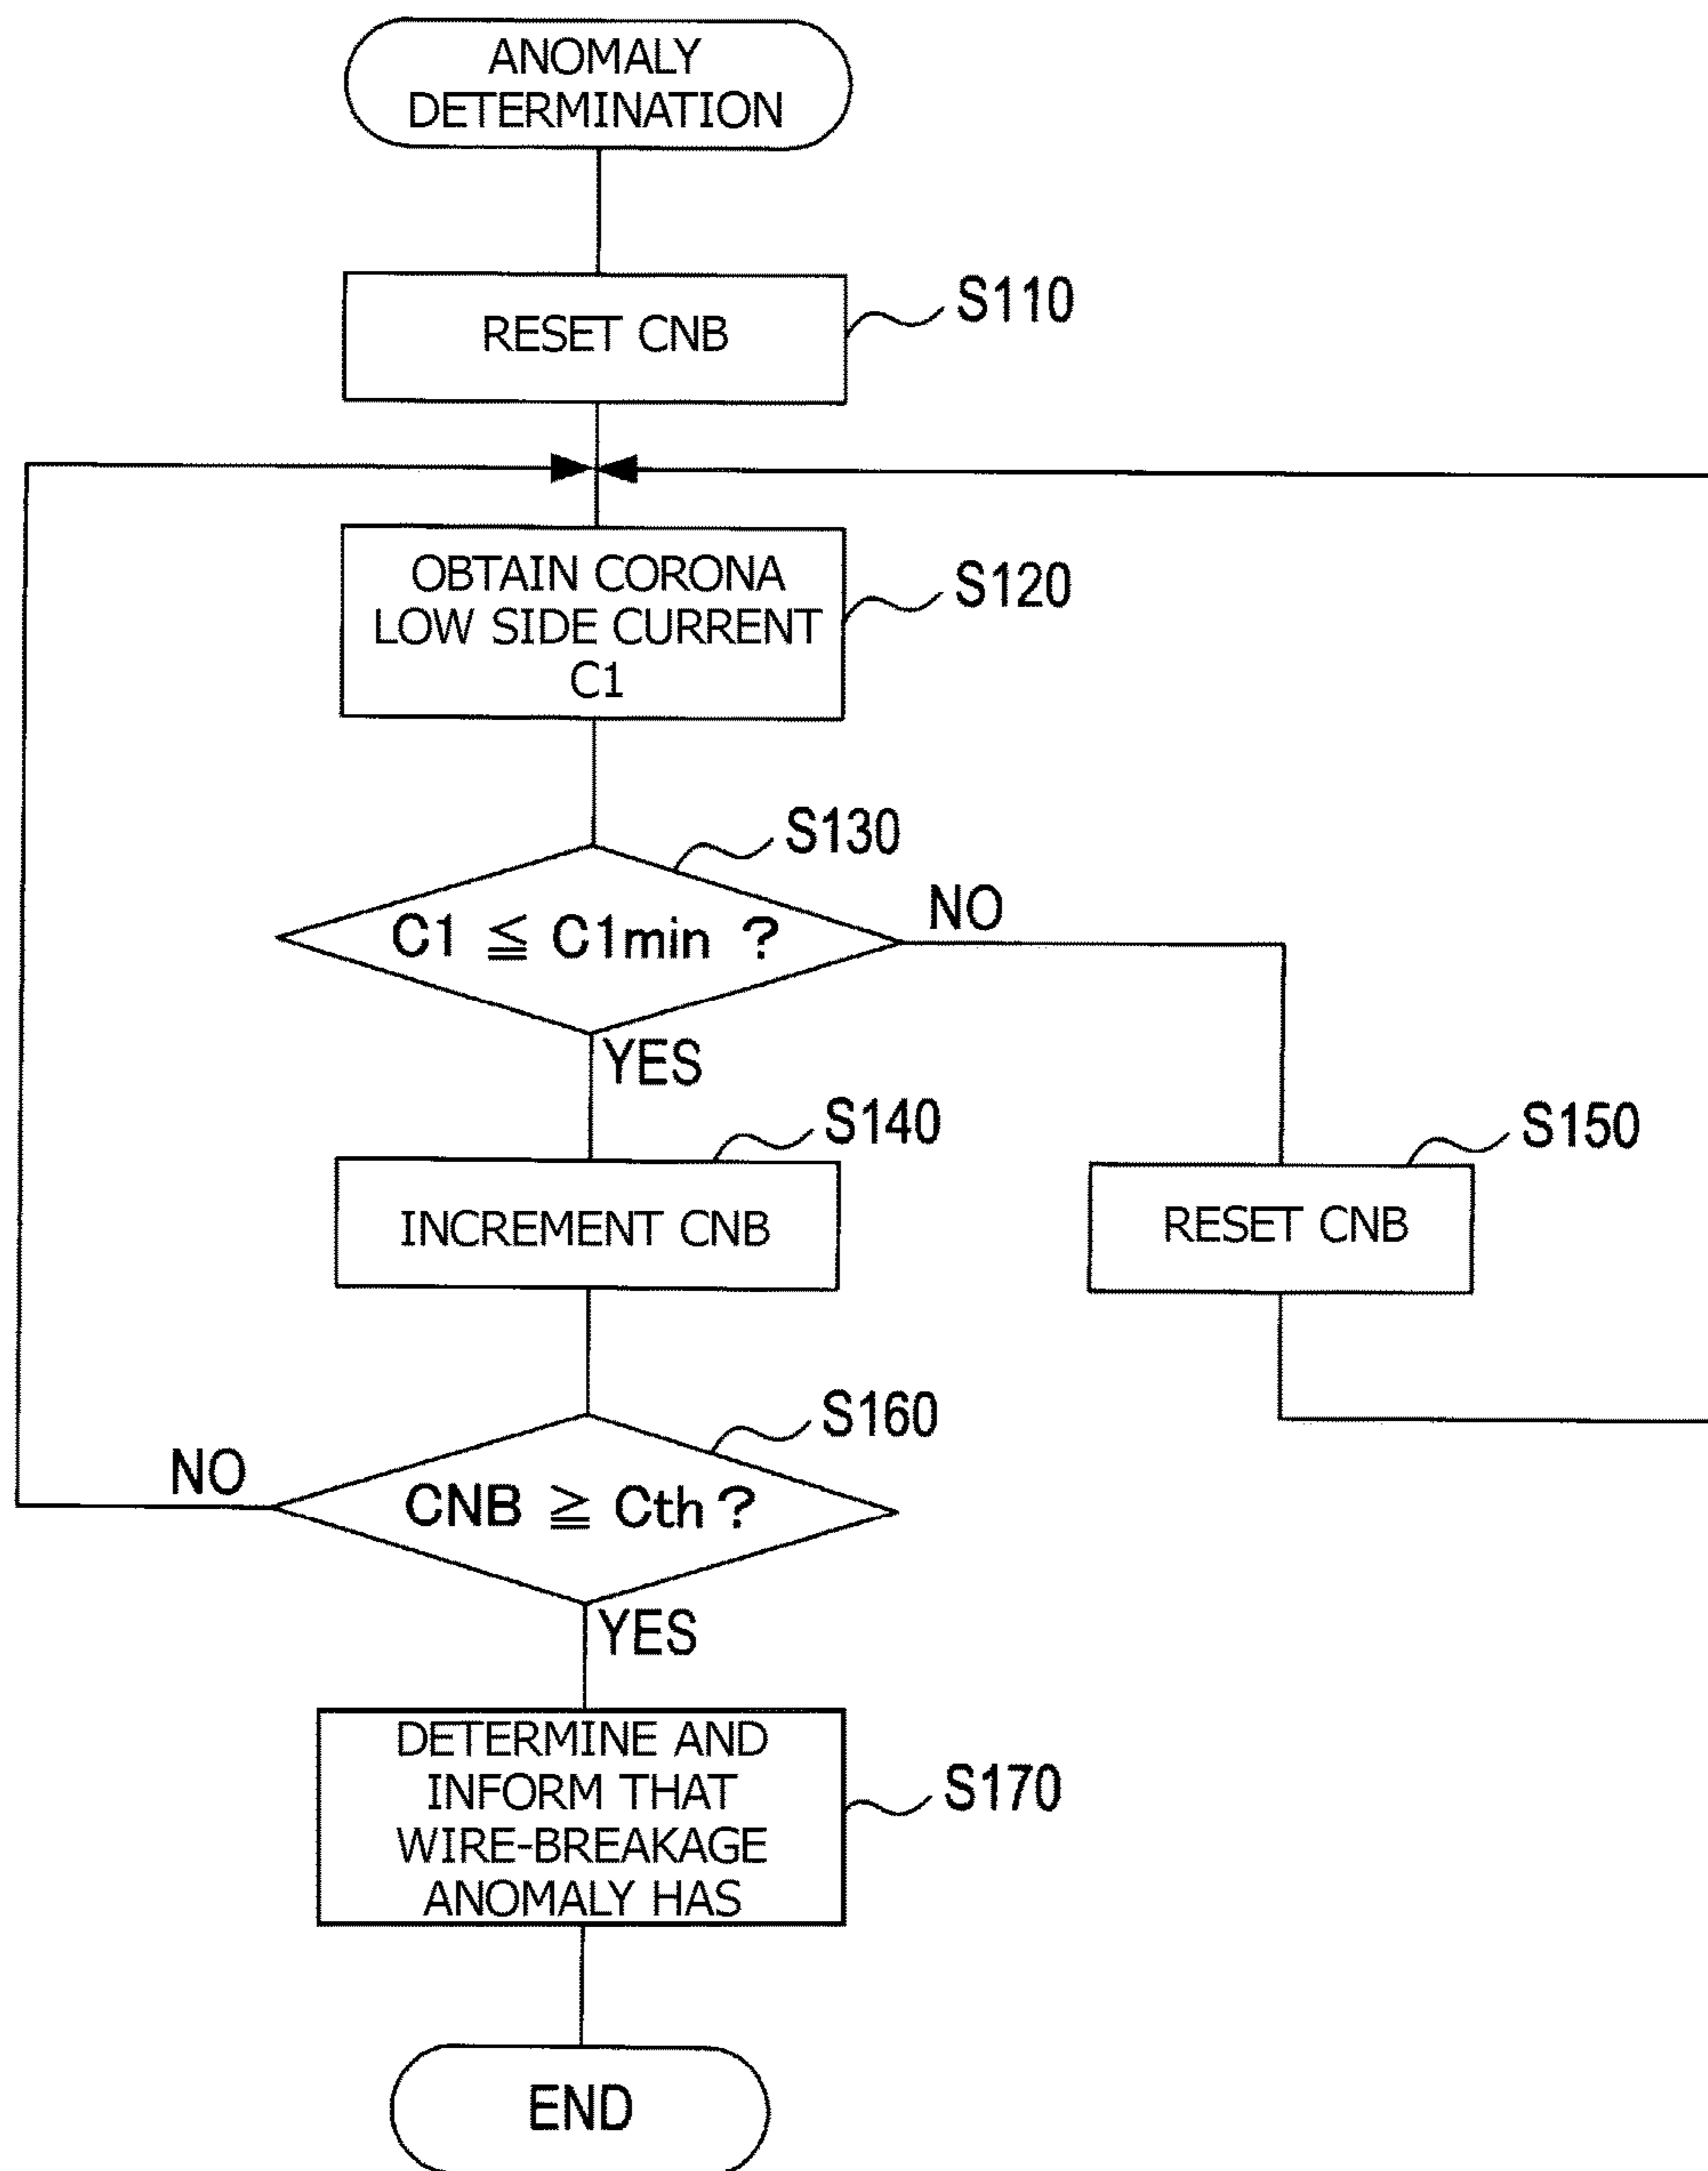 ANOMALY
DETERMINATION
RESET CNB
S110
OBTAIN CORONA
LOW SIDE CURRENT
C1
S120
S130
C1 ≦ C1min ?
NO
YES
S140
INCREMENT CNB
S150
RESET CNB
S160
NO
CNB ≧ Cth ?
YES
DETERMINE AND
INFORM THAT
WIRE-BREAKAGE
ANOMALY HAS
S170
END